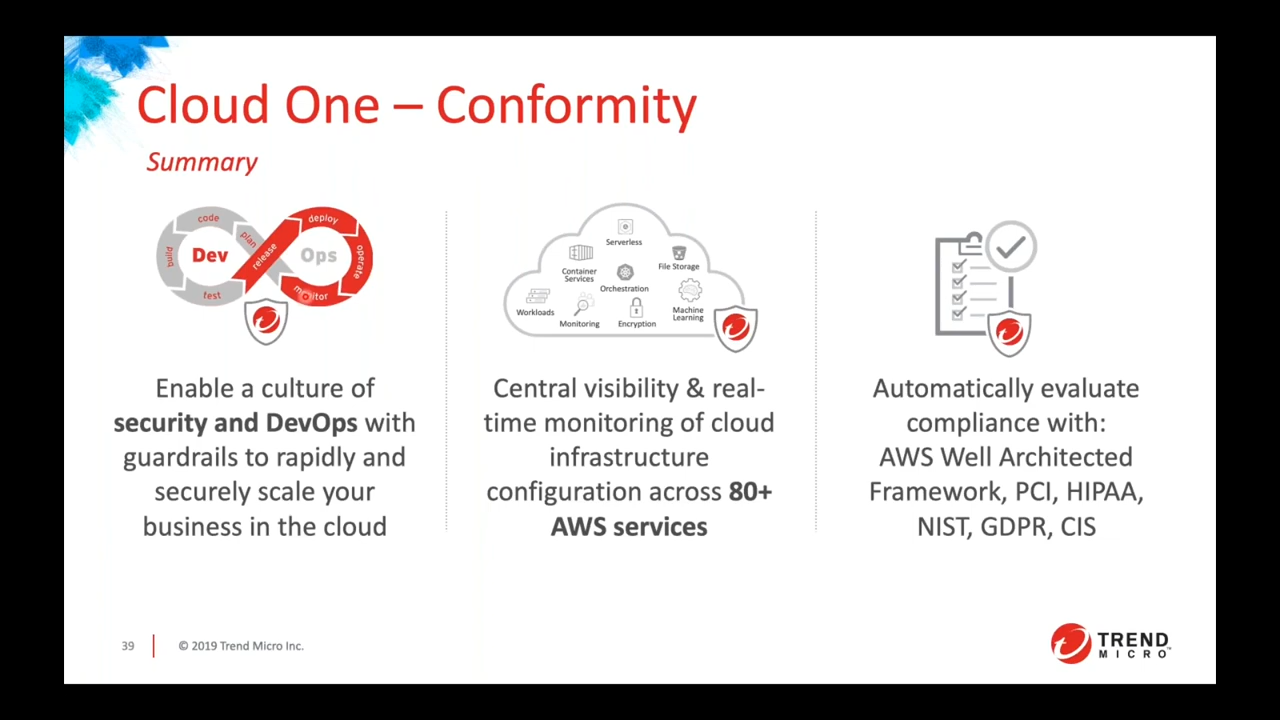 Cloud One – Conformity
Summary
code
deploy
plan
build
Dev
release
Ops
operate
test
monitor
Serverless
Container
Services
File Storage
Orchestration
Workloads
Monitoring
Encryption
Machine
Learning
Enable a culture of
security and DevOps with
guardrails to rapidly and
securely scale your
business in the cloud
Central visibility & real-
time monitoring of cloud
infrastructure
configuration across 80+
AWS services
Automatically evaluate
compliance with:
AWS Well Architected
Framework, PCI, HIPAA,
NIST, GDPR, CIS
39
© 2019 Trend Micro Inc.
TREND
MICRO™